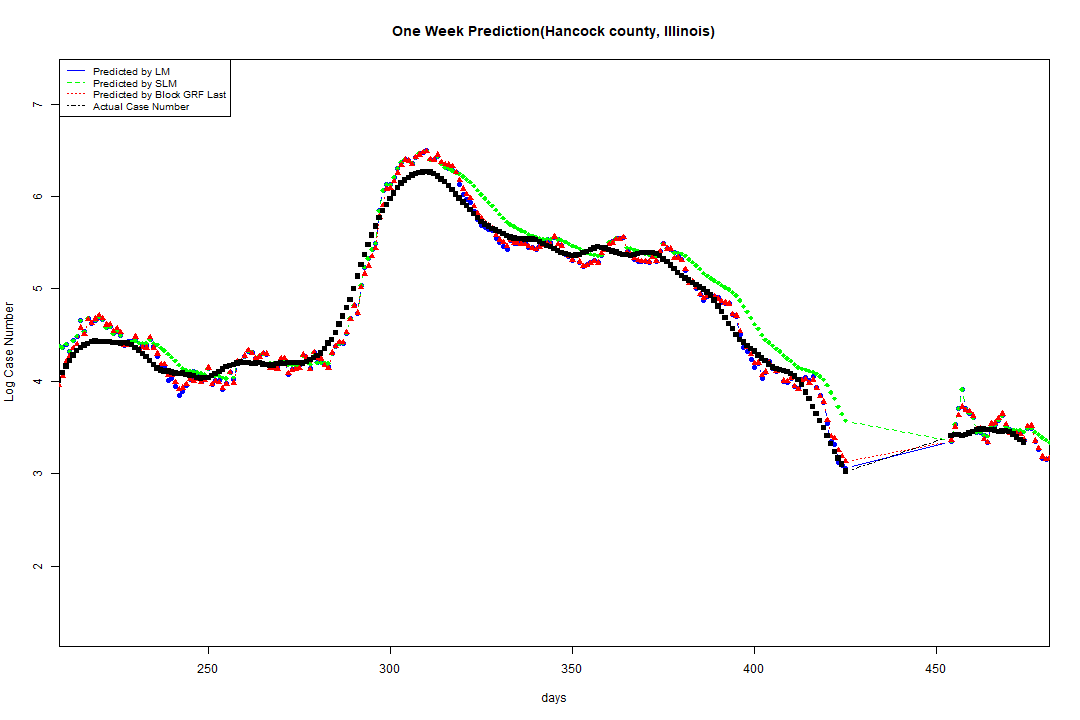 One Week Prediction(Hancock county, Illinois)
Predicted by LM
Predicted by SLM
Predicted by Block GRF Last
Actual Case Number
7
6
5
4
3
2
Log Case Number
250 300 350 400 450
days